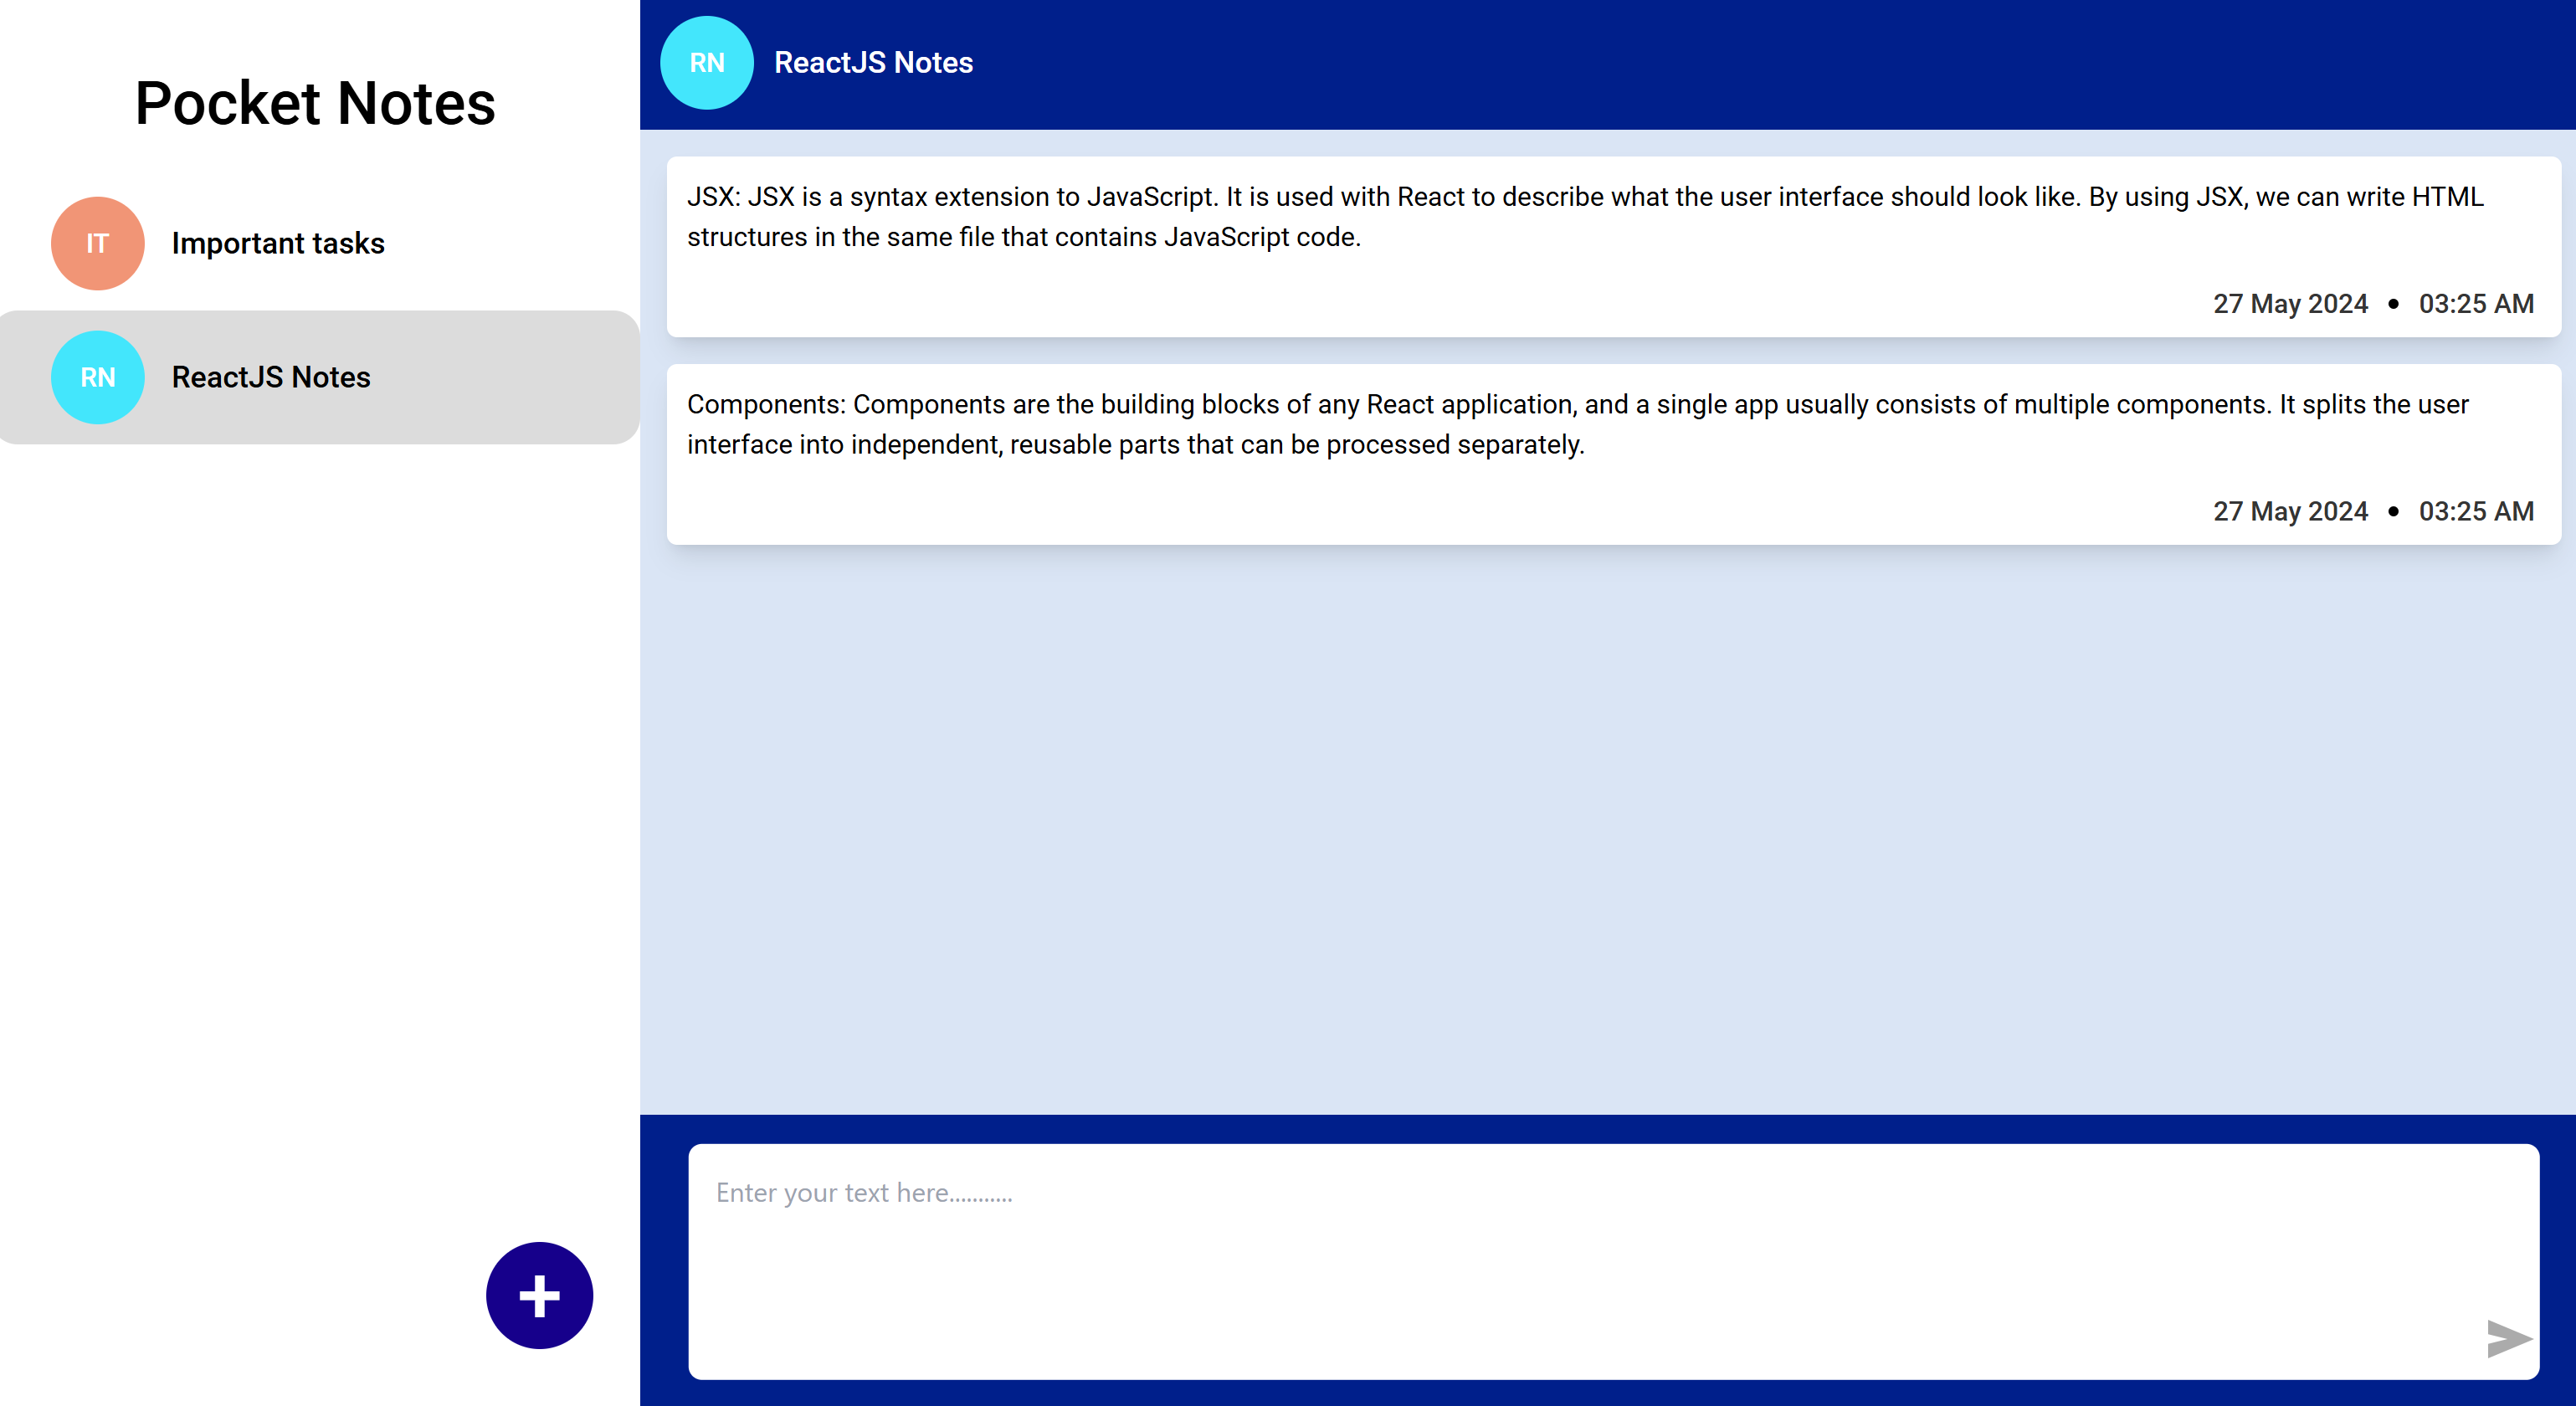 Pocket Notes
IT
Important tasks
RN
ReactJS Notes
RN
ReactJS Notes
JSX: JSX is a syntax extension to JavaScript. It is used with React to describe what the user interface should look like. By using JSX, we can write HTML
structures in the same file that contains JavaScript code.
27 May 2024 • 03:25 AM
Components: Components are the building blocks of any React application, and a single app usually consists of multiple components. It splits the user
interface into independent, reusable parts that can be processed separately.
27 May 2024 • 03:25 AM
Enter your text here...........